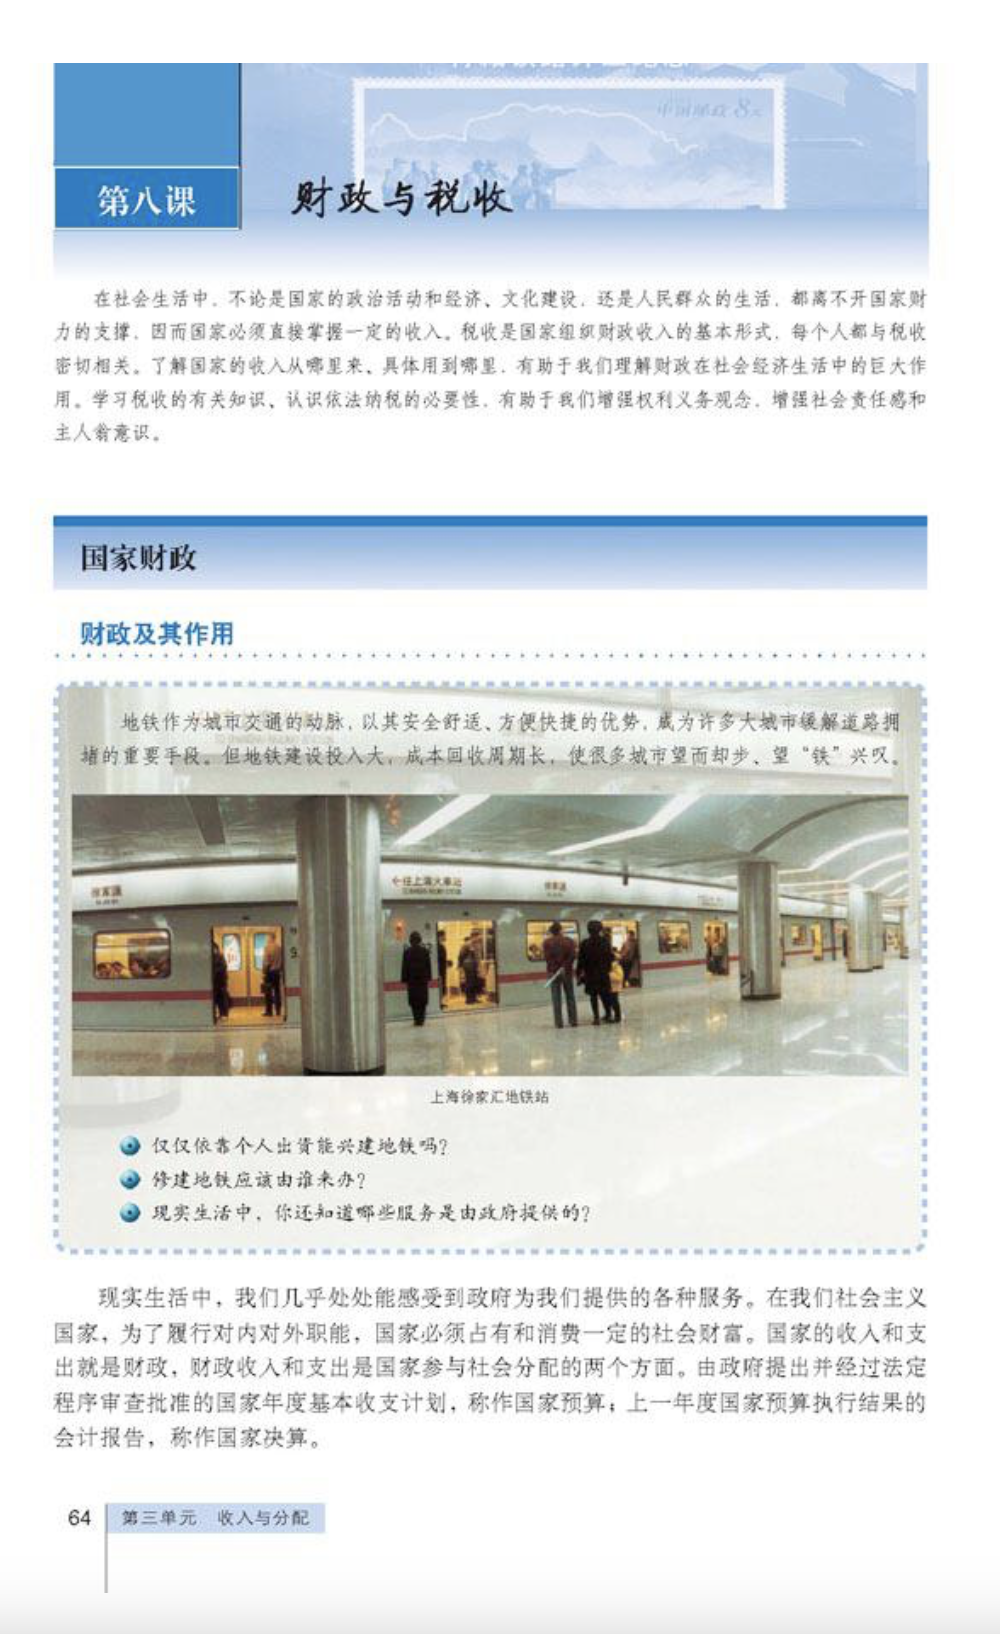 中国邮政 8分
第八课
财政与税收
在社会生活中，不论是国家的政治活动和经济、文化建设，还是人民群众的生活，都离不开国家财
力的支撑，因而国家必须直接掌握一定的收入。税收是国家组织财政收入的基本形式，每个人都与税收
密切相关。了解国家的收入从哪里来、具体用到哪里，有助于我们理解财政在社会经济生活中的巨大作
用。学习税收的有关知识、认识依法纳税的必要性，有助于我们增强权利义务观念，增强社会责任感和
主人翁意识。
国家财政
财政及其作用
地铁作为城市交通的动脉，以其安全舒适、方便快捷的优势，成为许多大城市缓解道路拥
堵的重要手段。但地铁建设投入大，成本回收周期长，使很多城市望而却步、望“铁”兴叹。
徐家汇
←往上海火车站
上海徐家汇地铁站
仅仅依靠个人出资能兴建地铁吗？
修建地铁应该由谁来办？
现实生活中，你还知道哪些服务是由政府提供的？
现实生活中，我们几乎处处能感受到政府为我们提供的各种服务。在我们社会主义
国家，为了履行对内对外职能，国家必须占有和消费一定的社会财富。国家的收入和支
出就是财政，财政收入和支出是国家参与社会分配的两个方面。由政府提出并经过法定
程序审查批准的国家年度基本收支计划，称作国家预算；上一年度国家预算执行结果的
会计报告，称作国家决算。
64 第三单元 收入与分配